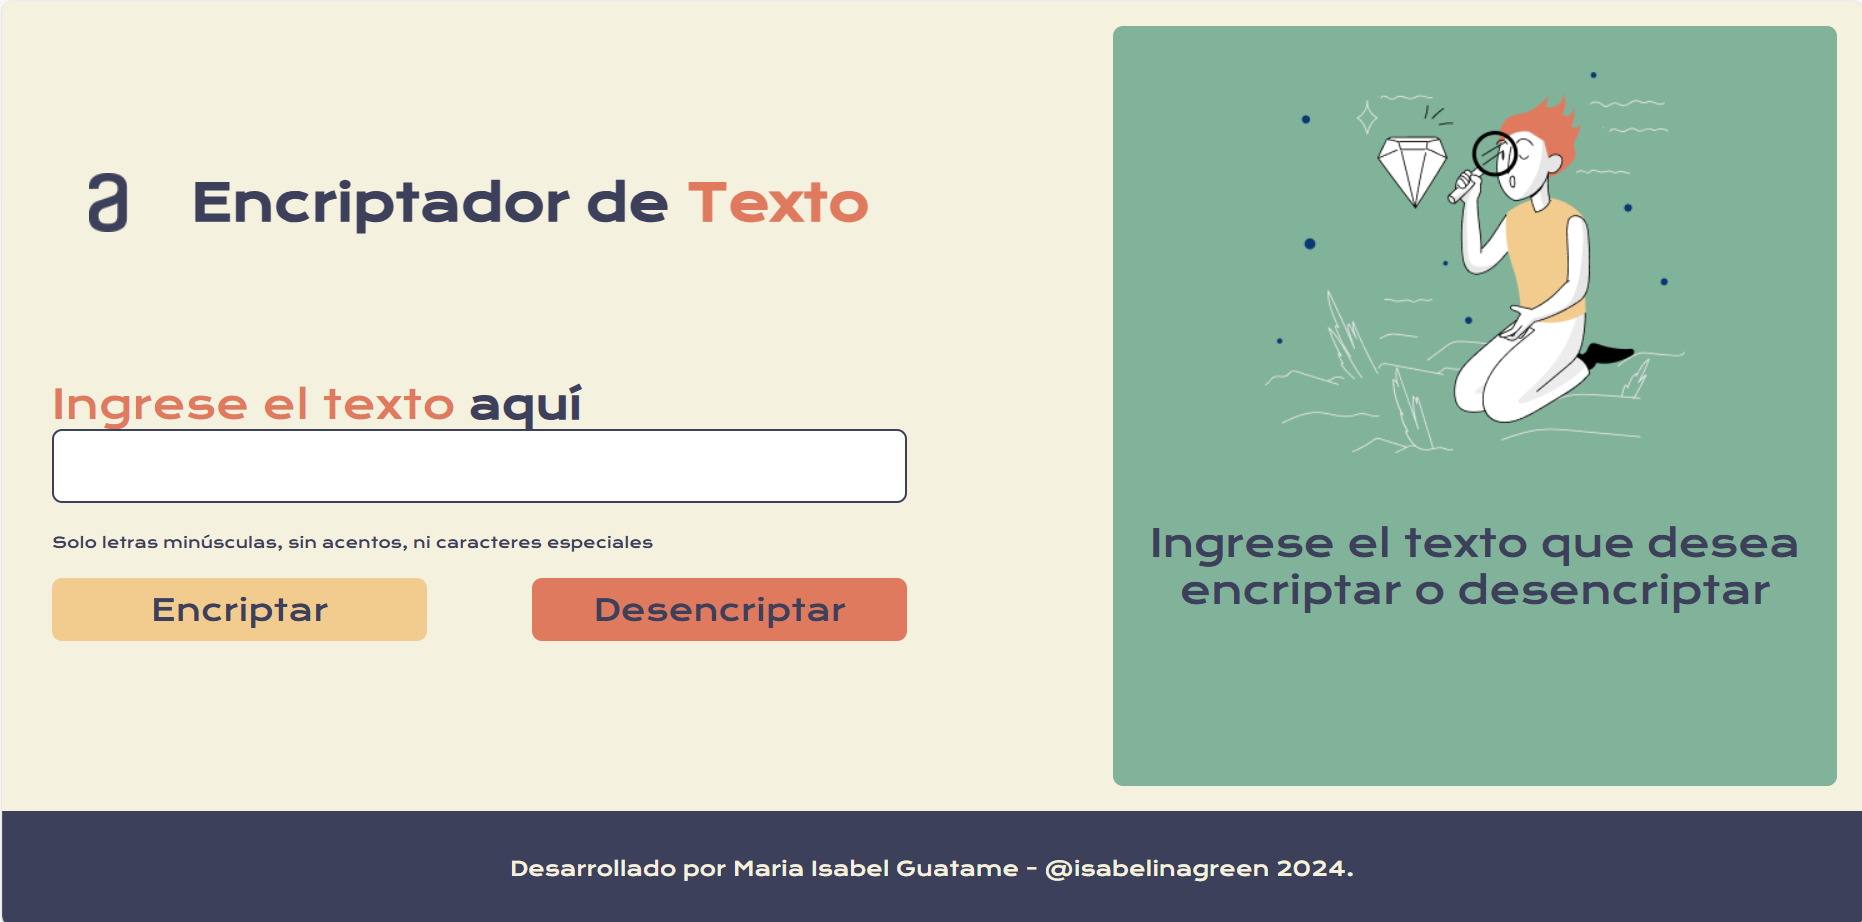 a Encriptador de Texto
Ingrese el texto aquí
Solo letras minúsculas, sin acentos, ni caracteres especiales
Encriptar
Desencriptar
Ingrese el texto que desea
encriptar o desencriptar
Desarrollado por Maria Isabel Guatame - @isabelinagreen 2024.